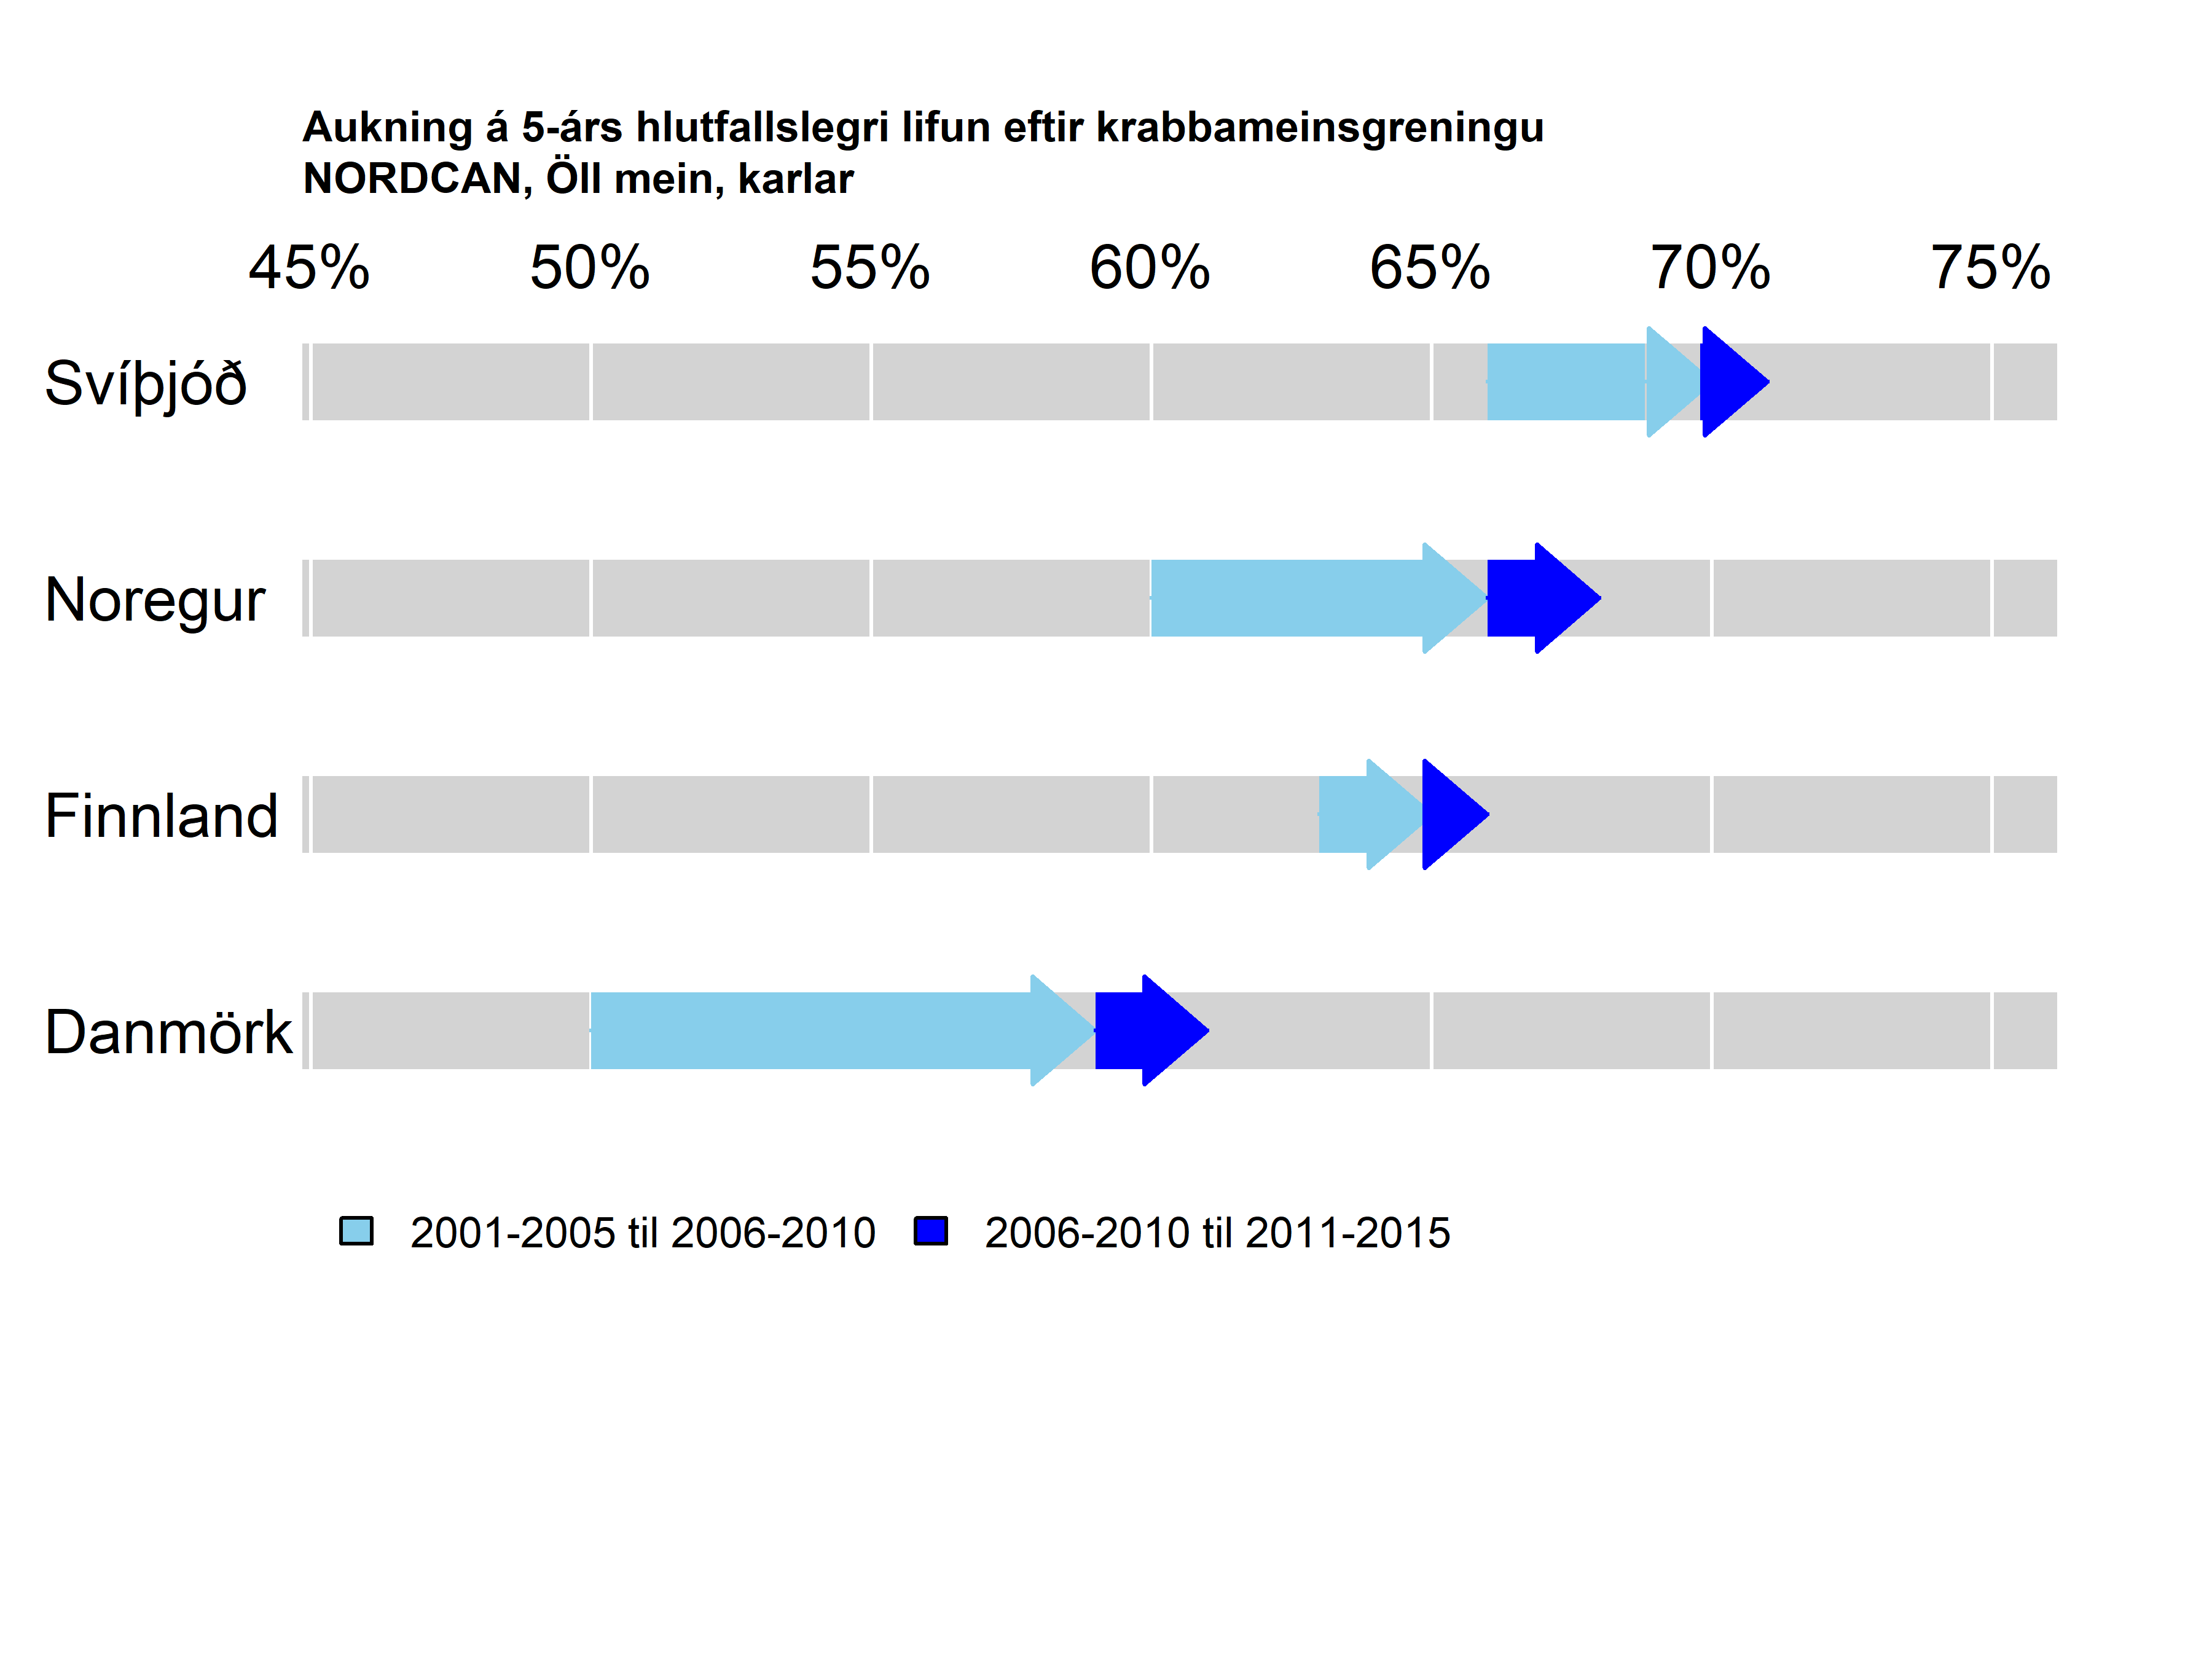 Aukning á 5-árs hlutfallslegri lifun eftir krabbameinsgreningu
NORDCAN, Öll mein, karlar
45% 50% 55% 60% 65% 70% 75%
Svíþjóð
Noregur
Finnland
Danmörk
2001-2005 til 2006-2010 2006-2010 til 2011-2015